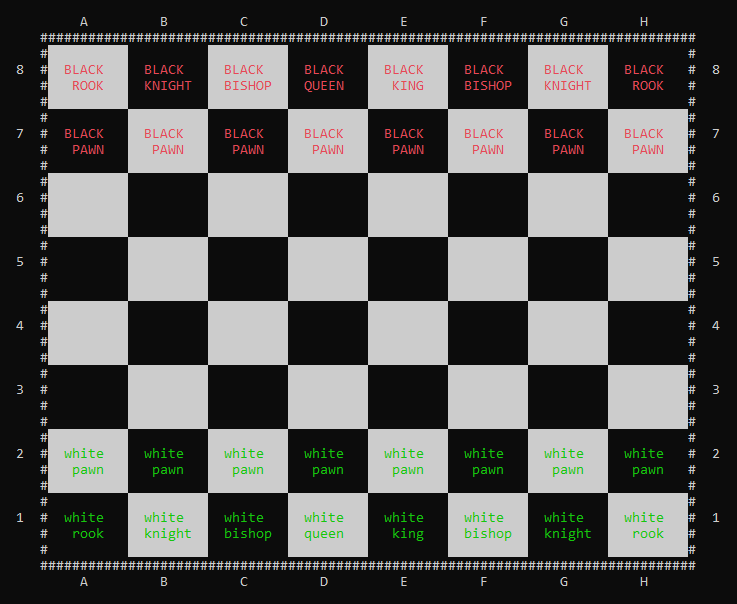 A B C D E F G H
##################################################################################
# #
8 # BLACK BLACK BLACK BLACK BLACK BLACK BLACK BLACK # 8
# ROOK KNIGHT BISHOP QUEEN KING BISHOP KNIGHT ROOK #
# #
# #
7 # BLACK BLACK BLACK BLACK BLACK BLACK BLACK BLACK # 7
# PAWN PAWN PAWN PAWN PAWN PAWN PAWN PAWN #
# #
# #
6 # # 6
# #
# #
# #
5 # # 5
# #
# #
# #
4 # # 4
# #
# #
# #
3 # # 3
# #
# #
# #
2 # white white white white white white white white # 2
# pawn pawn pawn pawn pawn pawn pawn pawn #
# #
# #
1 # white white white white white white white white # 1
# rook knight bishop queen king bishop knight rook #
# #
##################################################################################
A B C D E F G H